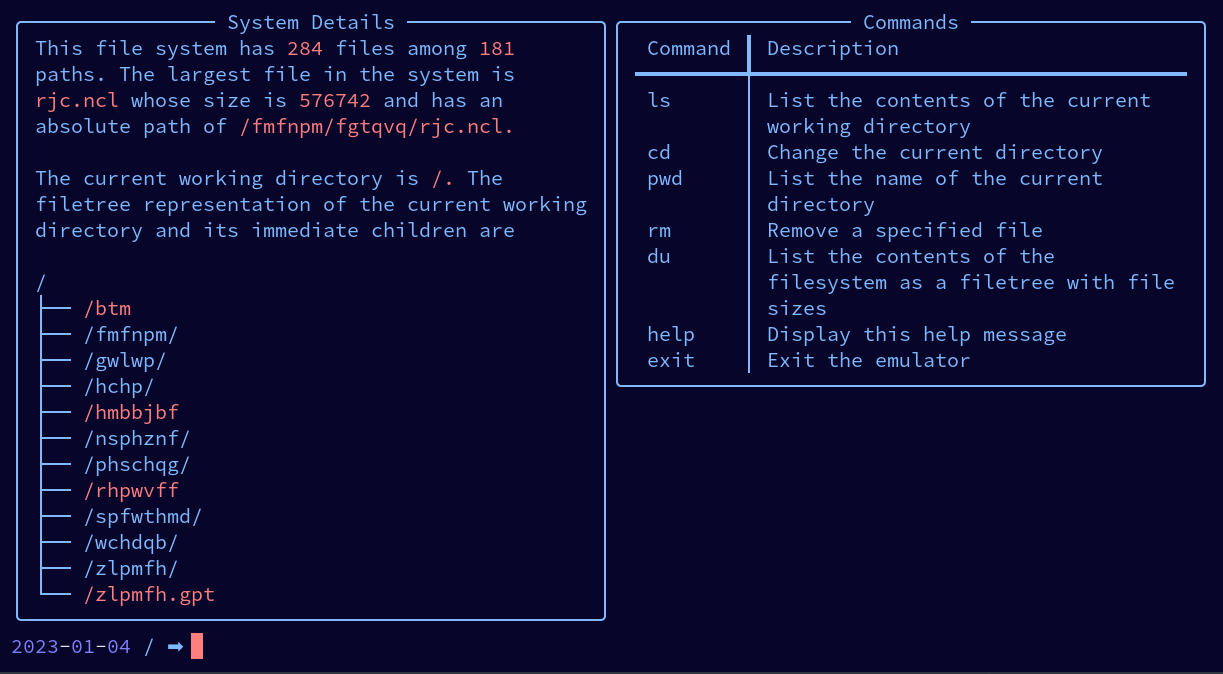 System Details
This file system has 284 files among 181
paths. The largest file in the system is
rjc.ncl whose size is 576742 and has an
absolute path of /fmfnpm/fgtqvq/rjc.ncl.
The current working directory is /. The
filetree representation of the current working
directory and its immediate children are
/
/btm
/fmfnpm/
/gwlwp/
/hchp/
/hmbbjbf
/nsphznf/
/phschqg/
/rhpwvff
/spfwthmd/
/wchdqb/
/zlpmfh/
/zlpmfh.gpt
Commands
Command Description
ls List the contents of the current
working directory
cd Change the current directory
pwd List the name of the current
directory
rm Remove a specified file
du List the contents of the
filesystem as a filetree with file
sizes
help Display this help message
exit Exit the emulator
2023-01-04 / ➡